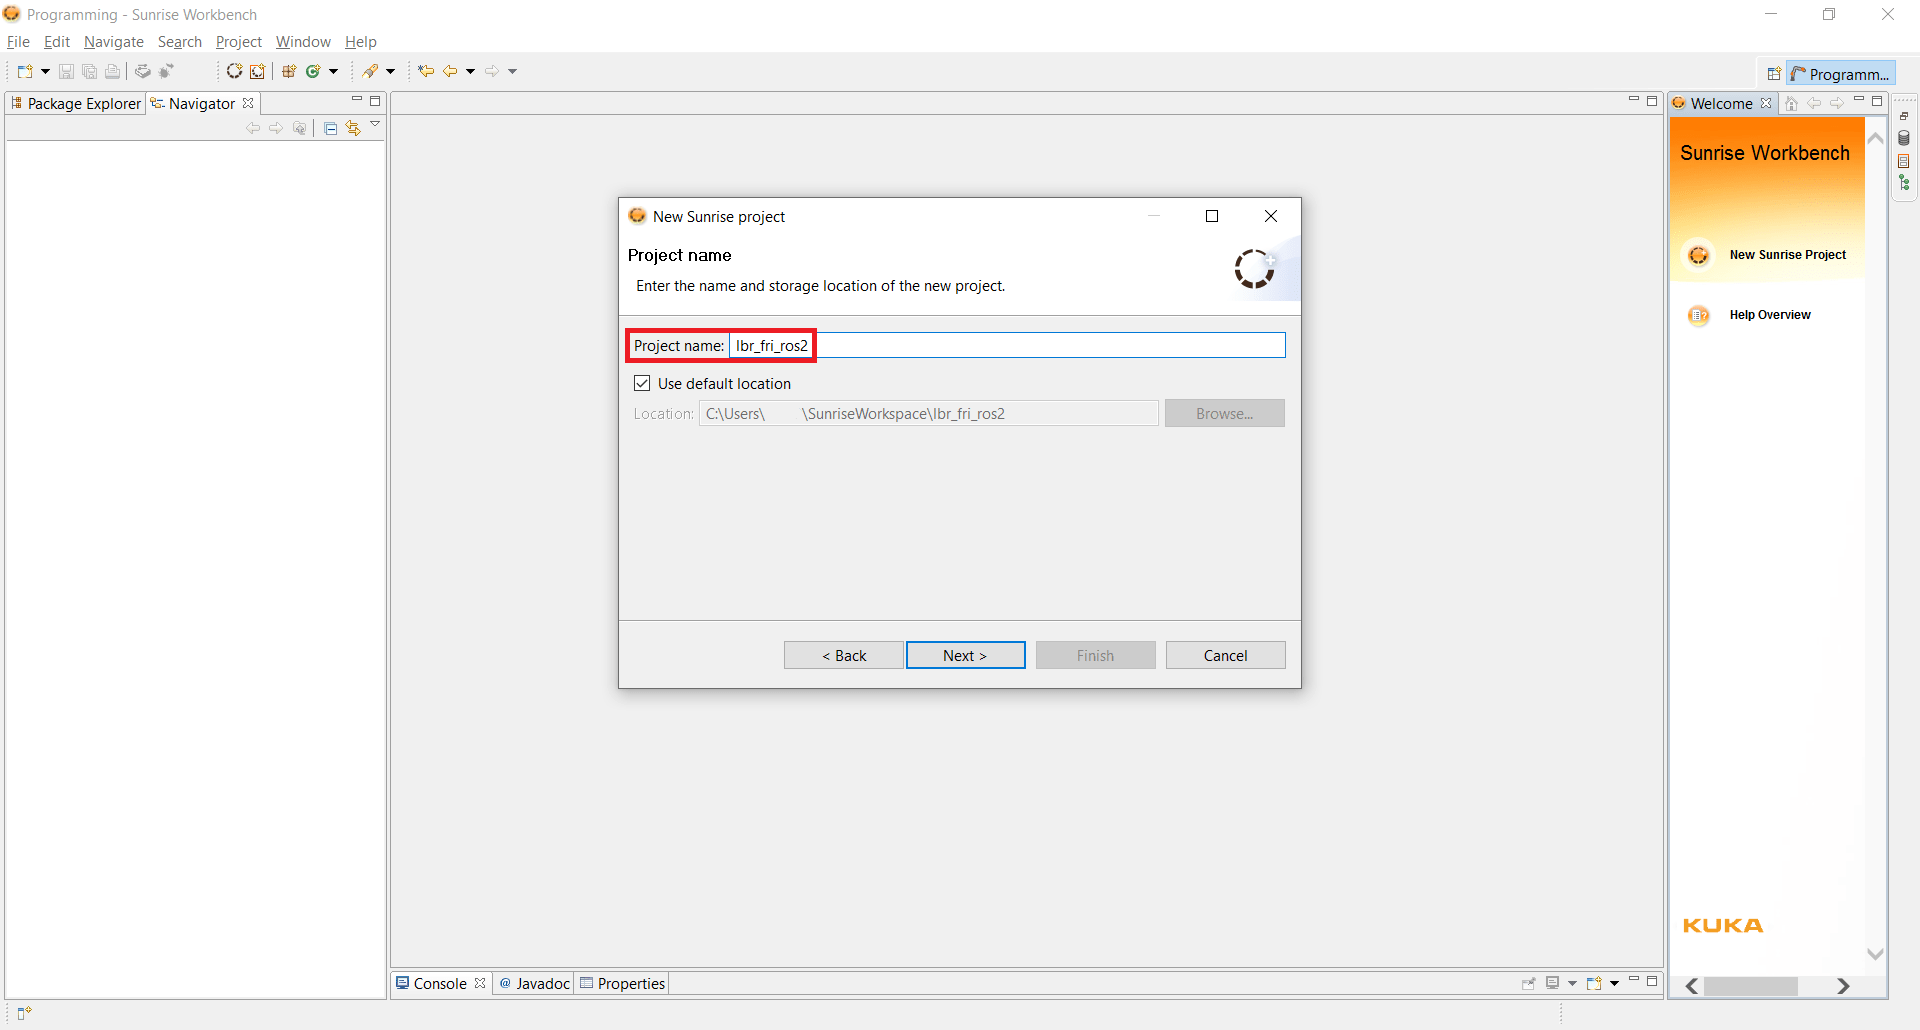 Programming - Sunrise Workbench
File Edit Navigate Search Project Window Help
Programm...
Package Explorer Navigator
Welcome
Sunrise Workbench
New Sunrise Project
Help Overview
KUKA
New Sunrise project
Project name
Enter the name and storage location of the new project.
Project name: lbr_fri_ros2
Use default location
Location: C:\Users\ \SunriseWorkspace\lbr_fri_ros2 Browse...
< Back Next > Finish Cancel
Console @ Javadoc Properties